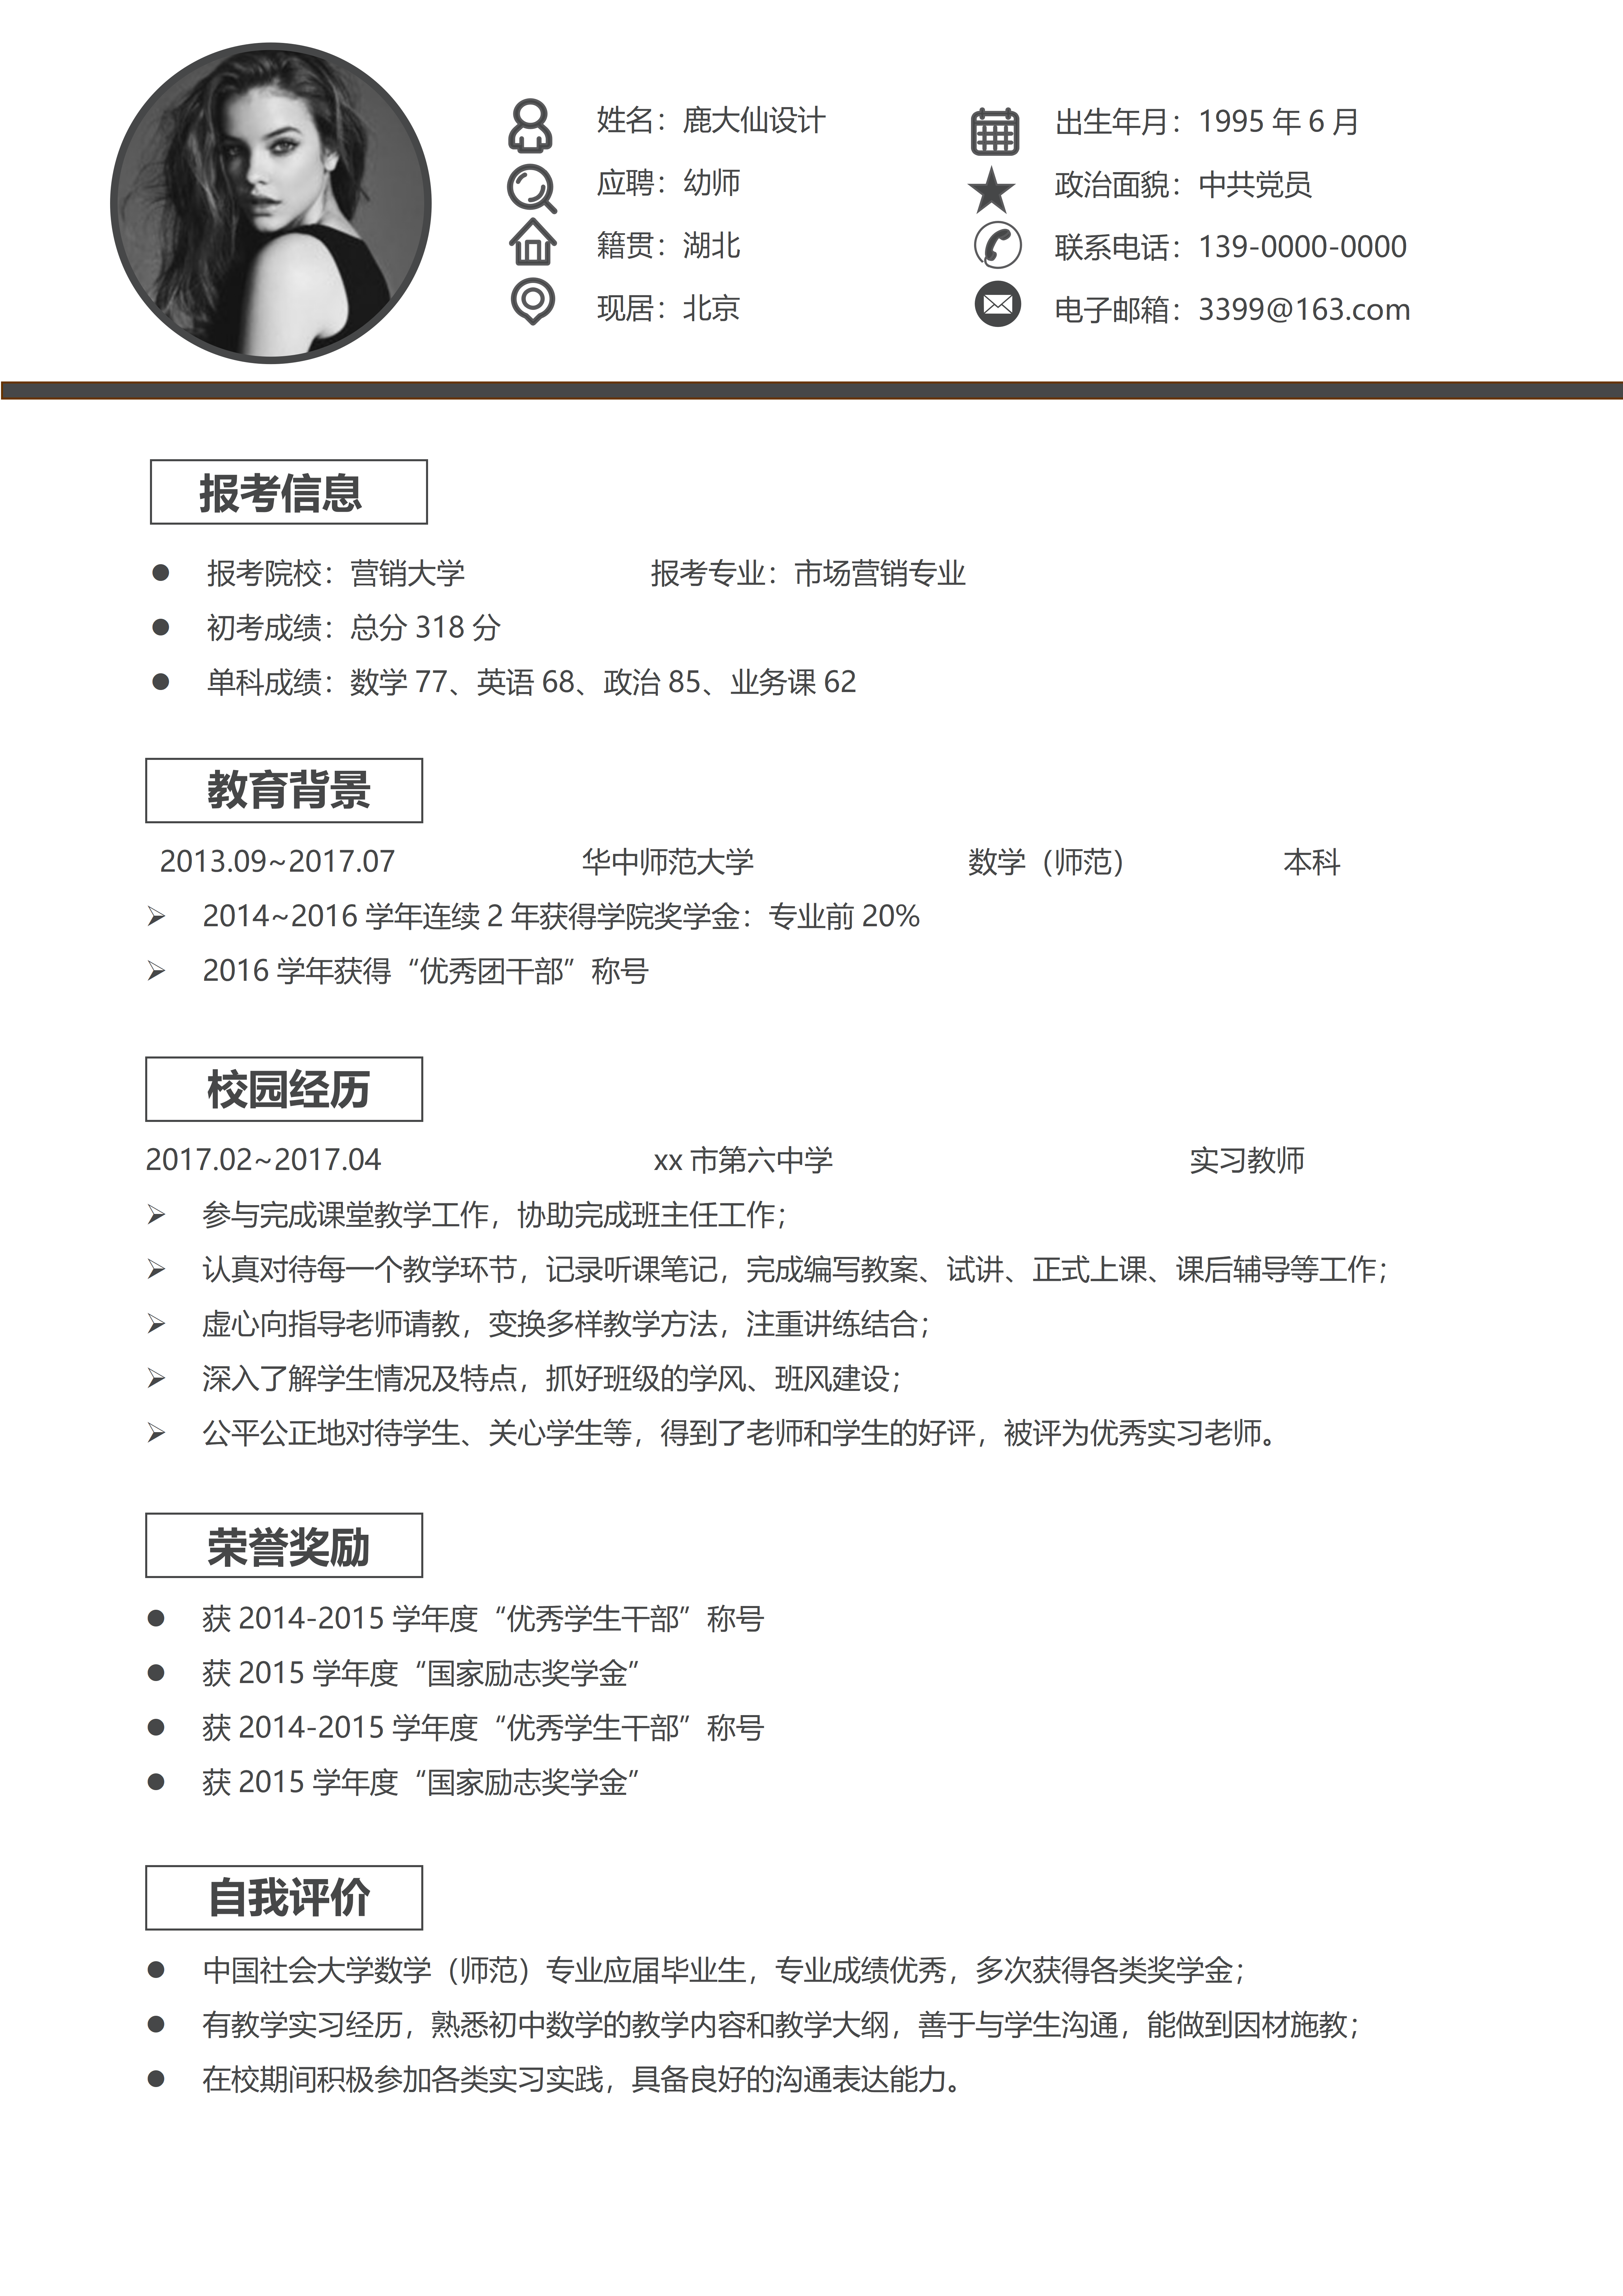 姓名：鹿大仙设计
出生年月：1995 年 6 月
应聘：幼师
政治面貌：中共党员
籍贯：湖北
联系电话：139-0000-0000
现居：北京
电子邮箱：3399@163.com
报考信息
报考院校：营销大学 报考专业：市场营销专业
初考成绩：总分 318 分
单科成绩：数学 77、英语 68、政治 85、业务课 62
教育背景
2013.09~2017.07 华中师范大学 数学（师范） 本科
2014~2016 学年连续 2 年获得学院奖学金：专业前 20%
2016 学年获得“优秀团干部”称号
校园经历
2017.02~2017.04 xx 市第六中学 实习教师
参与完成课堂教学工作，协助完成班主任工作；
认真对待每一个教学环节，记录听课笔记，完成编写教案、试讲、正式上课、课后辅导等工作；
虚心向指导老师请教，变换多样教学方法，注重讲练结合；
深入了解学生情况及特点，抓好班级的学风、班风建设；
公平公正地对待学生、关心学生等，得到了老师和学生的好评，被评为优秀实习老师。
荣誉奖励
获 2014-2015 学年度“优秀学生干部”称号
获 2015 学年度“国家励志奖学金”
获 2014-2015 学年度“优秀学生干部”称号
获 2015 学年度“国家励志奖学金”
自我评价
中国社会大学数学（师范）专业应届毕业生，专业成绩优秀，多次获得各类奖学金；
有教学实习经历，熟悉初中数学的教学内容和教学大纲，善于与学生沟通，能做到因材施教；
在校期间积极参加各类实习实践，具备良好的沟通表达能力。